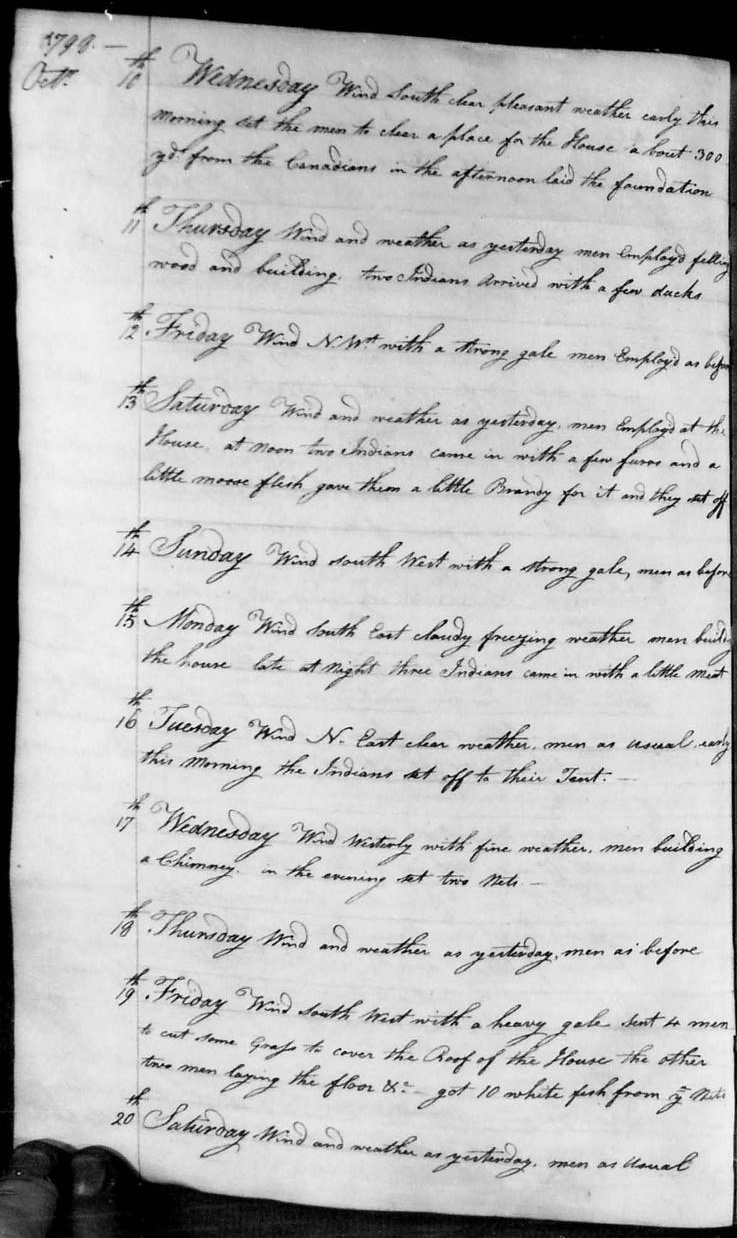 1798. —
Octr. 10th Wednesday Wind South clear pleasant weather early this
Morning set the men to clear a place for the House a bout 300
yds from the Canadians in the afternoon laid the foundation
11th Thursday Wind and weather as yesterday men Employd felling
wood and building. two Indians Arrived with a few ducks
12th Friday Wind N.Wt with a strong gale men Employd as before
13th Saturday Wind and weather as yesterday, men Employd at the
House, at Noon two Indians came in with a few furrs and a
little moose flesh gave them a little Brandy for it and they set off
14th Sunday Wind South West with a strong gale, men as before
15th Monday Wind South East cloudy freezing weather men building
the house late at Night three Indians came in with a little Meat
16th Tuesday Wind N. East clear weather, men as usual, early
this Morning the Indians set off to their Tent. —
17th Wednesday Wind Westerly with fine weather, men building
a Chimney. in the evening set two Nets. —
18th Thursday Wind and weather as yesterday, men as before
19th Friday Wind South West with a heavy gale Sent 4 men
to cut some Grass to cover the Roof of the House the other
two men laying the floor &c — got 10 white fish from ye Nets
20th Saturday Wind and weather as yesterday, men as Usual